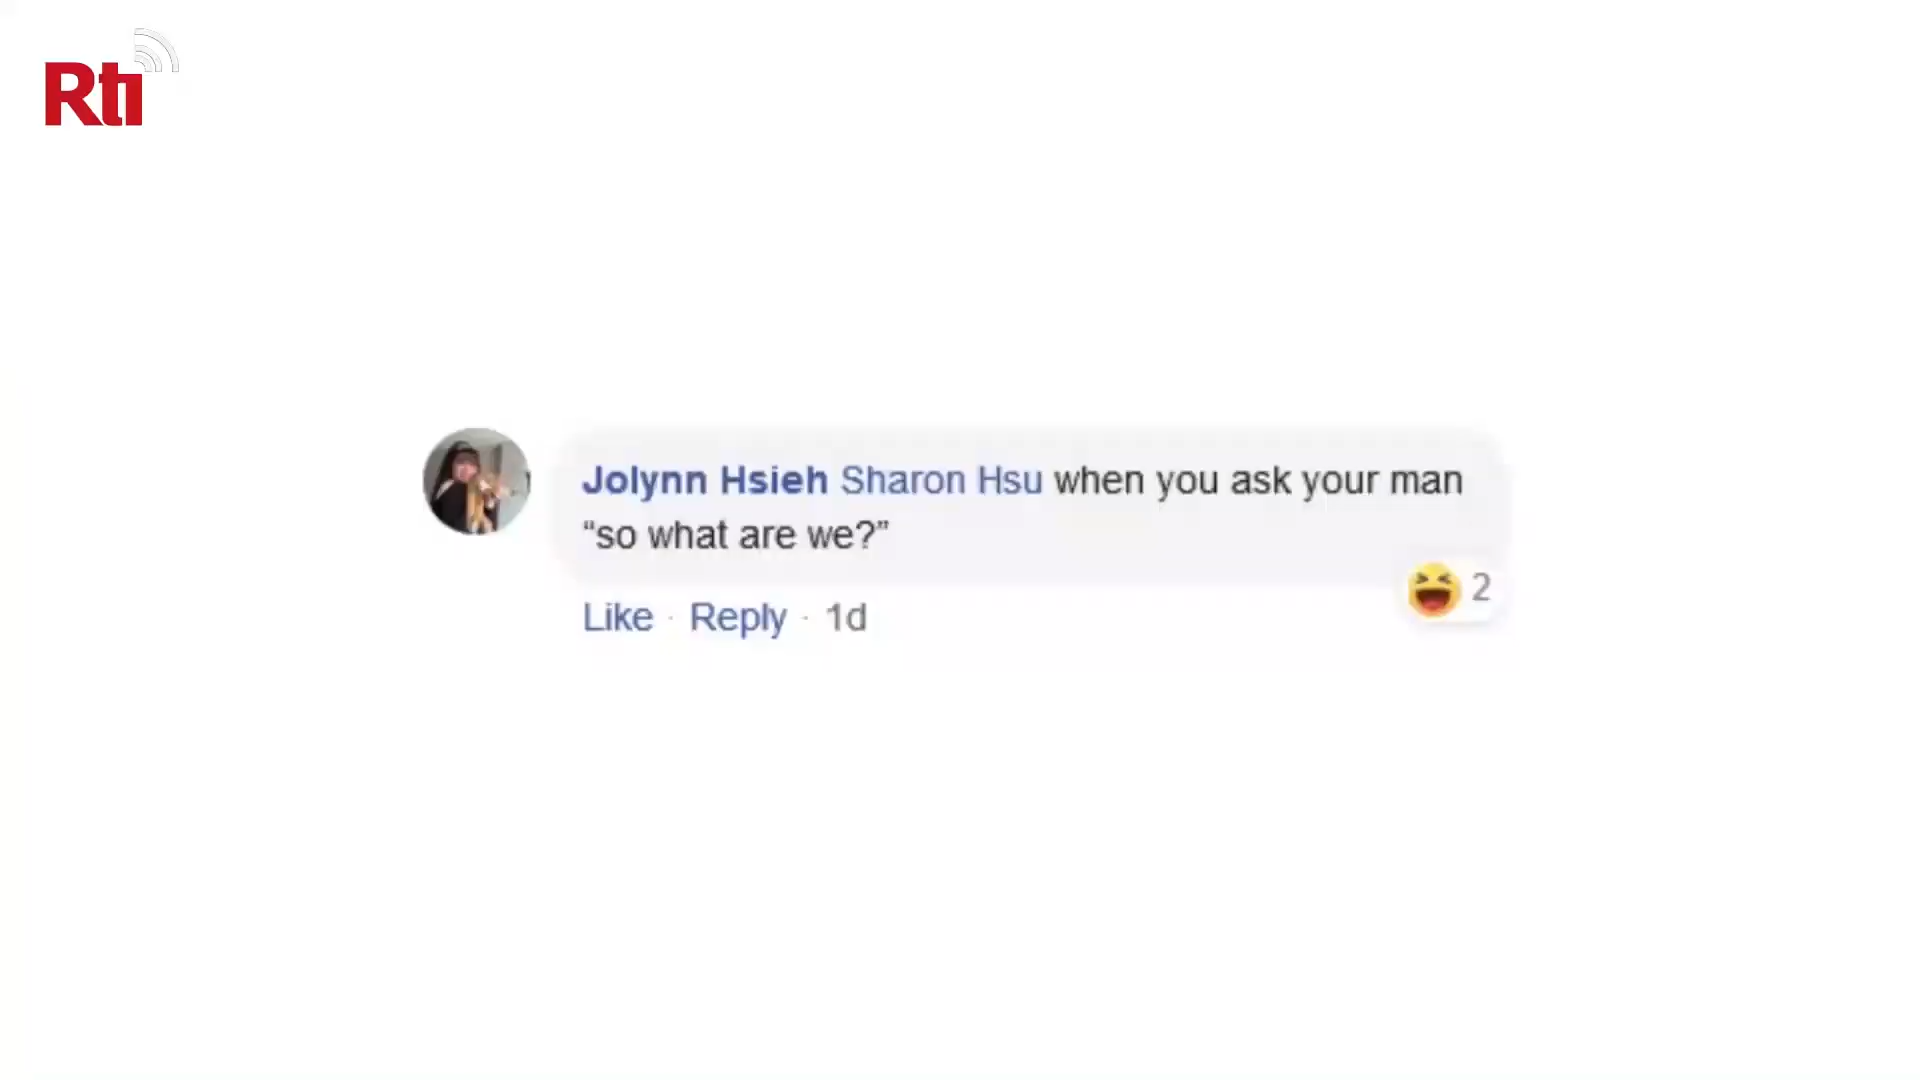 Rti
Jolynn Hsieh Sharon Hsu when you ask your man
“so what are we?”
2
Like · Reply · 1d